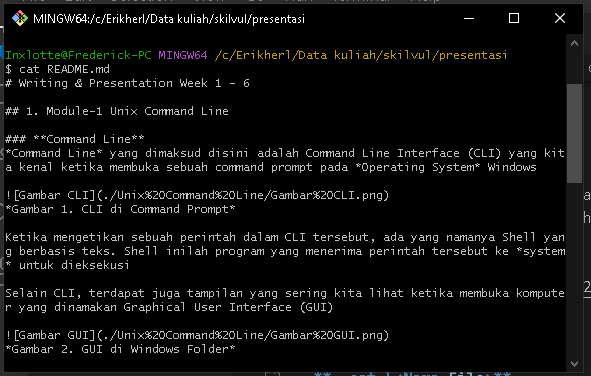 MINGW64:/c/Erikherl/Data kuliah/skilvul/presentasi
Inxlotte@Frederick-PC MINGW64 /c/Erikherl/Data kuliah/skilvul/presentasi
$ cat README.md
# Writing & Presentation Week 1 - 6
## 1. Module-1 Unix Command Line
### **Command Line**
*Command Line* yang dimaksud disini adalah Command Line Interface (CLI) yang kit
a kenal ketika membuka sebuah command prompt pada *Operating System* Windows
![Gambar CLI](./Unix%20Command%20Line/Gambar%20CLI.png)
*Gambar 1. CLI di Command Prompt*
Ketika mengetikan sebuah perintah dalam CLI tersebut, ada yang namanya Shell yan
g berbasis teks. Shell inilah program yang menerima perintah tersebut ke *system
* untuk dieksekusi
Selain CLI, terdapat juga tampilan yang sering kita lihat ketika membuka kompute
r yang dinamakan Graphical User Interface (GUI)
![Gambar GUI](./Unix%20Command%20Line/Gambar%20GUI.png)
*Gambar 2. GUI di Windows Folder*